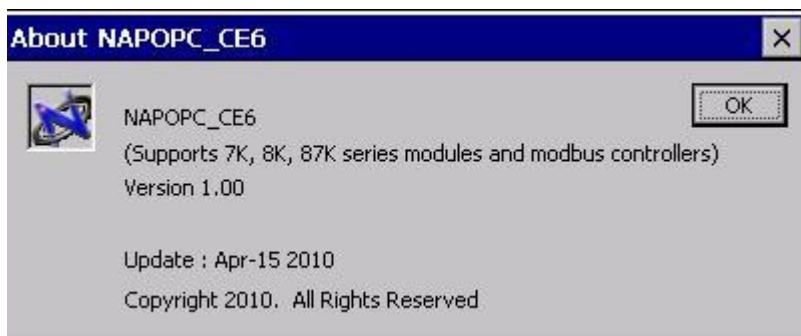 About NAPOPC_CE6
OK
NAPOPC_CE6
(Supports 7K, 8K, 87K series modules and modbus controllers)
Version 1.00
Update : Apr-15 2010
Copyright 2010. All Rights Reserved